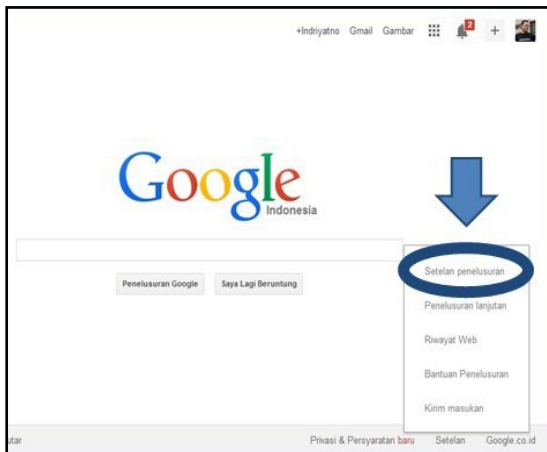 +Indriyatno Gmail Gambar 2 +
Google
Indonesia
Penelusuran Google Saya Lagi Beruntung
Setelan penelusuran
Penelusuran lanjutan
Riwayat Web
Bantuan Penelusuran
Kirim masukan
utar Privasi & Persyaratan baru Setelan Google.co.id